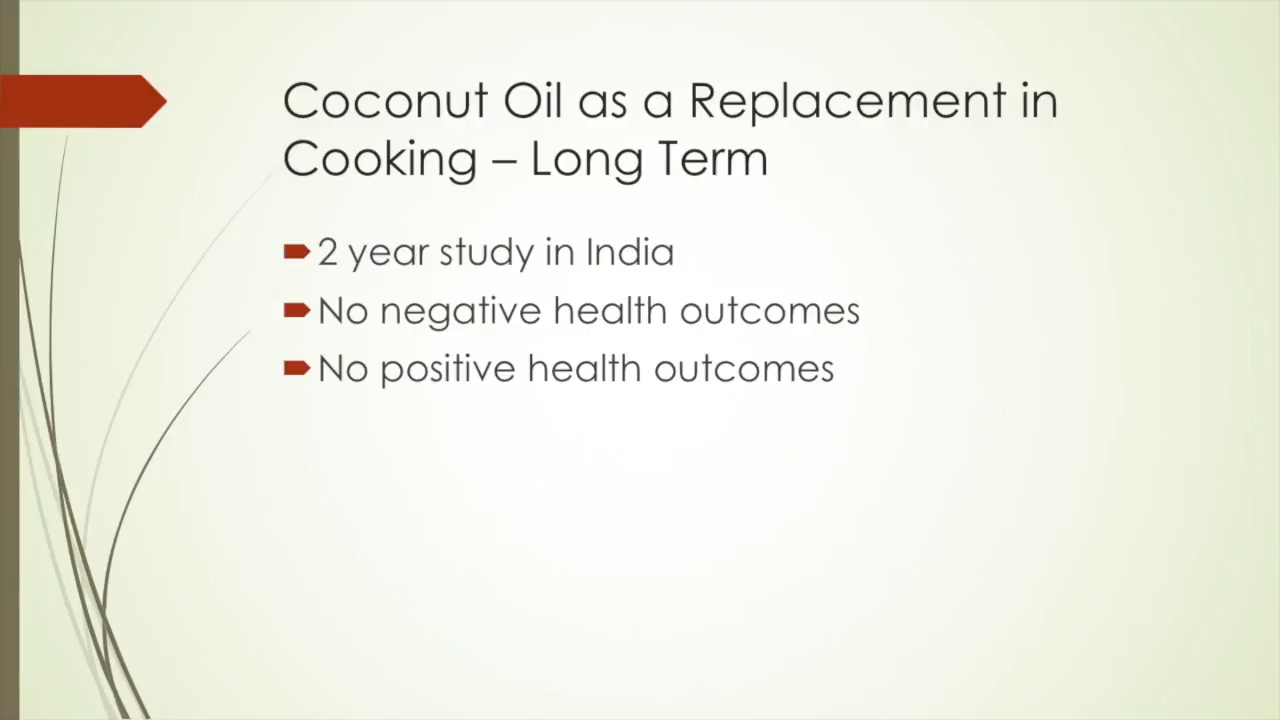 Coconut Oil as a Replacement in
Cooking – Long Term
2 year study in India
No negative health outcomes
No positive health outcomes